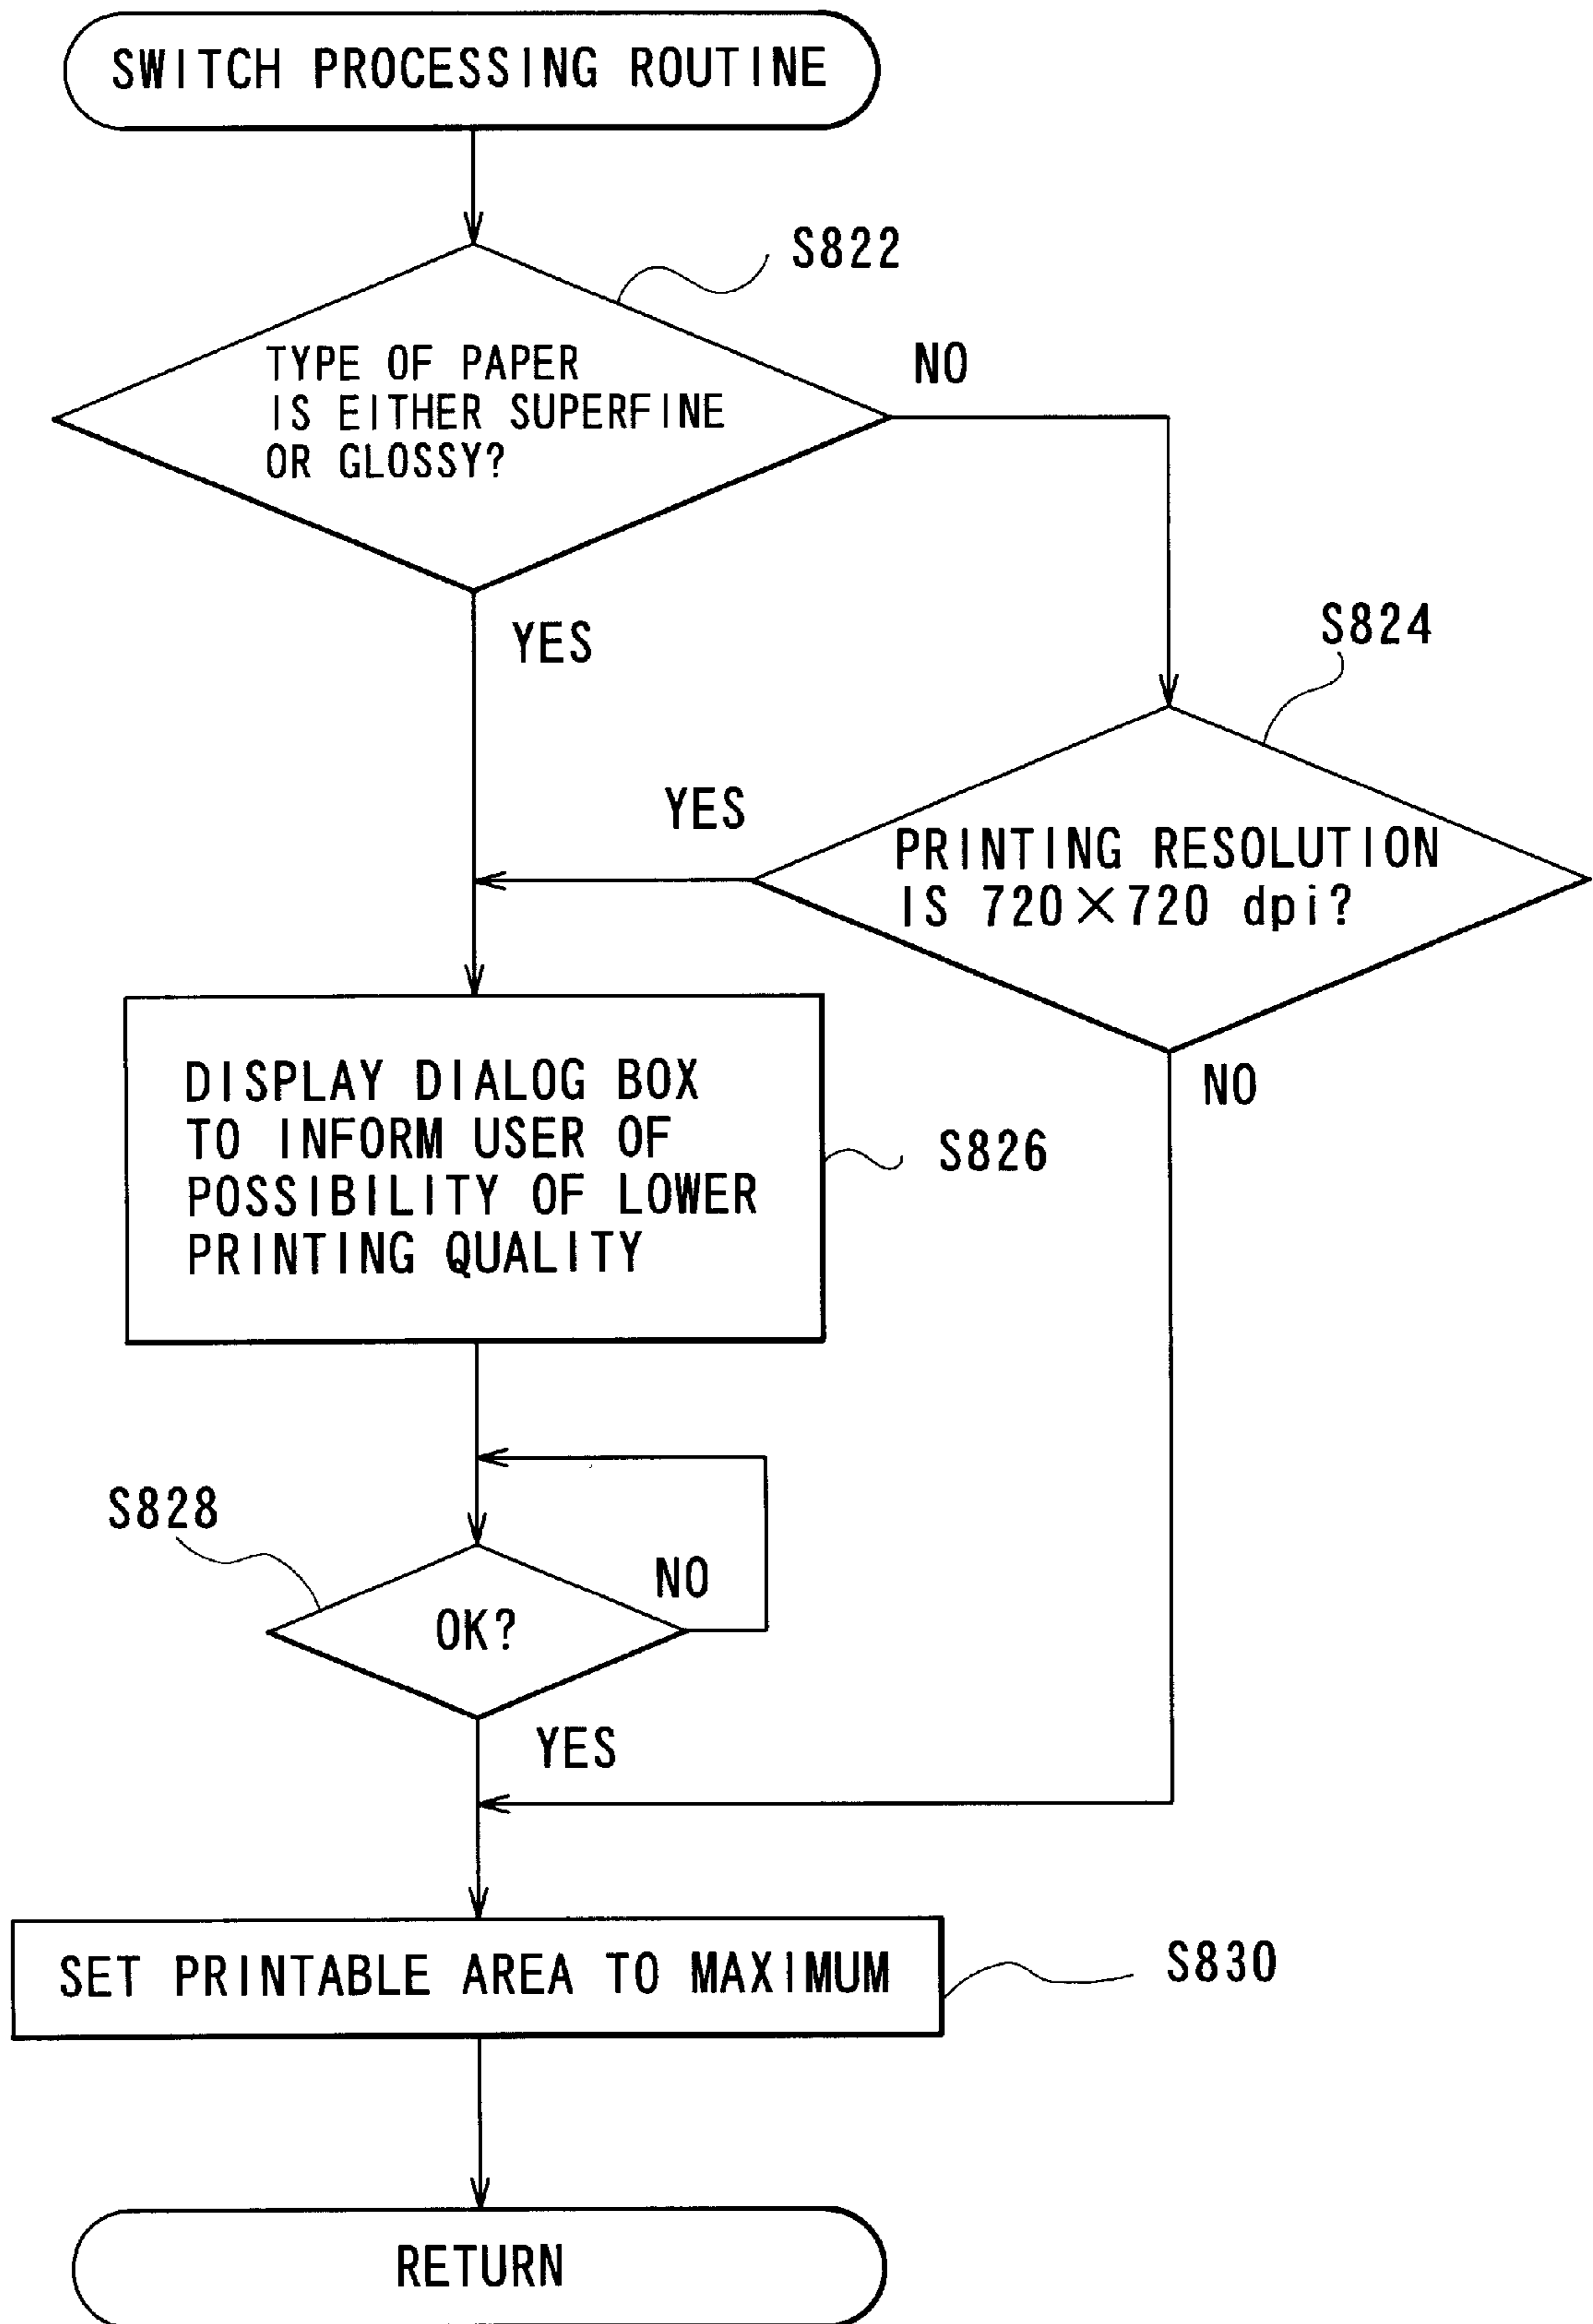 SWITCH PROCESSING ROUTINE
S822
TYPE OF PAPER
IS EITHER SUPERFINE
OR GLOSSY?
NO
YES
S824
PRINTING RESOLUTION
IS 720×720 dpi?
YES
NO
DISPLAY DIALOG BOX
TO INFORM USER OF
POSSIBILITY OF LOWER
PRINTING QUALITY
S826
S828
OK?
NO
YES
SET PRINTABLE AREA TO MAXIMUM
S830
RETURN